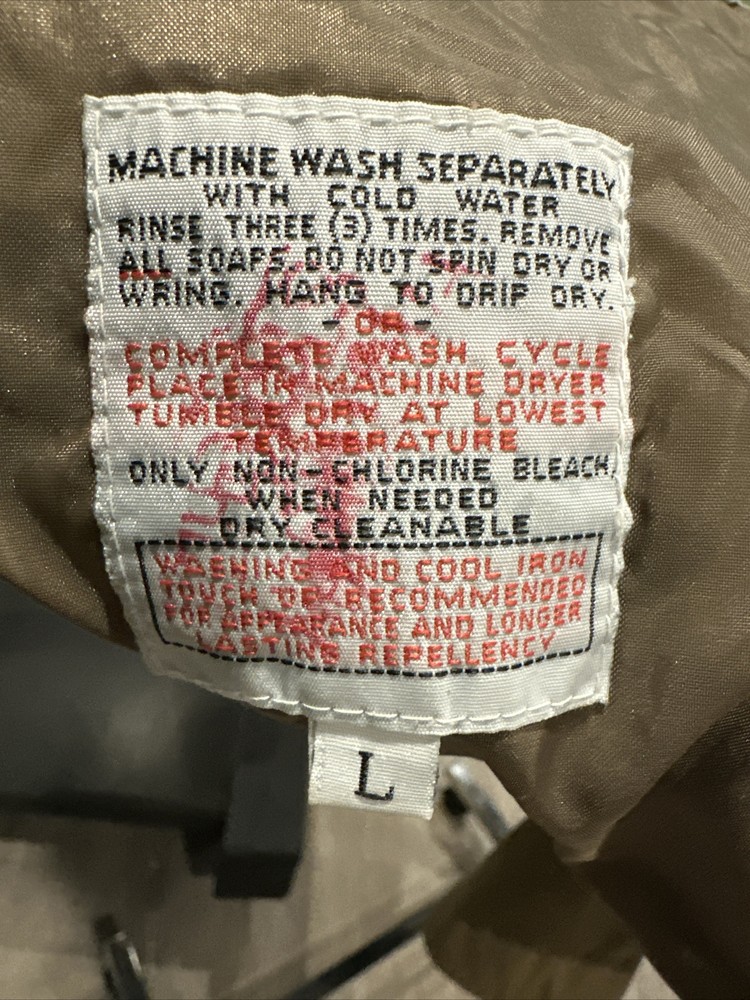 MACHINE WASH SEPARATELY
WITH COLD WATER
RINSE THREE (3) TIMES. REMOVE
ALL SOAPS. DO NOT SPIN DRY OR
WRING. HANG TO DRIP DRY.
- OR -
COMPLETE WASH CYCLE
PLACE IN MACHINE DRYER
TUMBLE DRY AT LOWEST
TEMPERATURE
ONLY NON-CHLORINE BLEACH,
WHEN NEEDED
DRY CLEANABLE
WASHING AND COOL IRON
TOUCH UP RECOMMENDED
FOR APPEARANCE AND LONGER
LASTING REPELLENCY
L